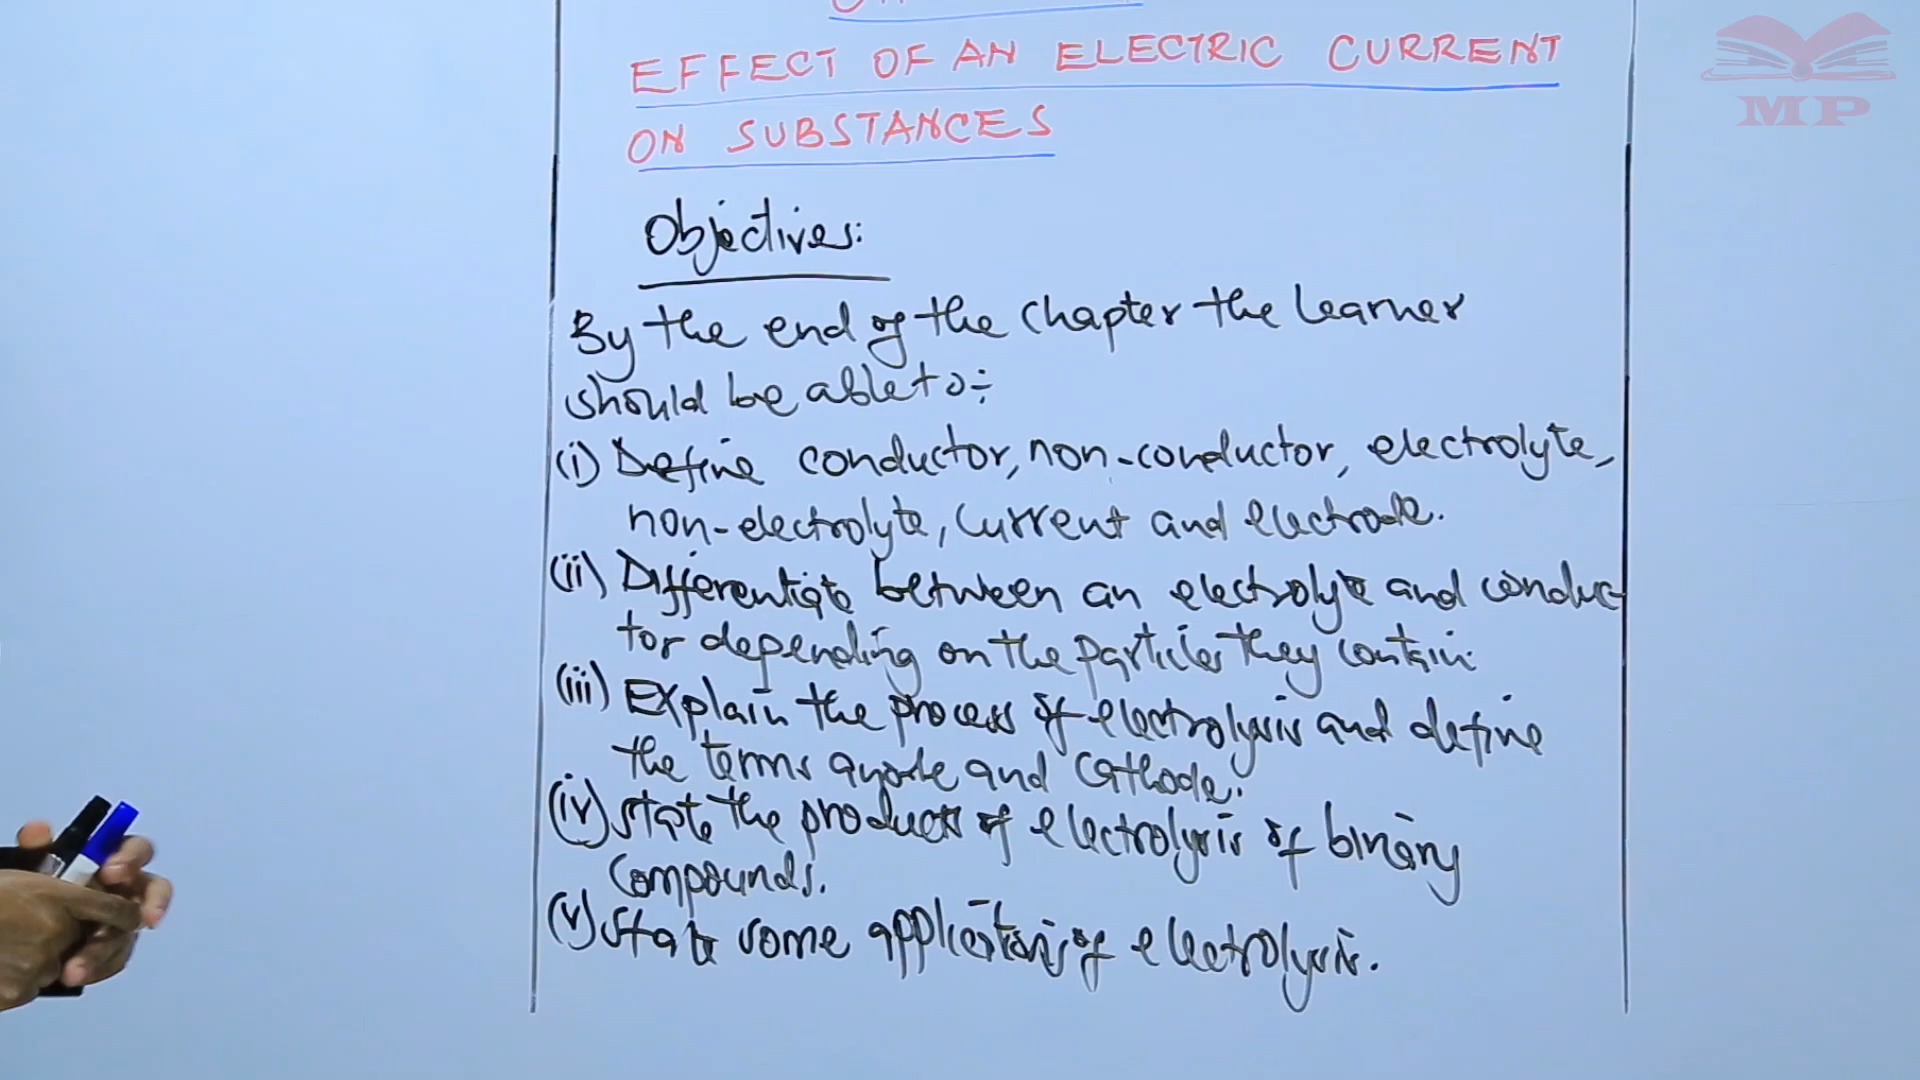 EFFECT OF AN ELECTRIC CURRENT
ON SUBSTANCES
Objectives:
By the end of the chapter the learner
should be able to:-
(i) Define conductor, non-conductor, electrolyte,
non-electrolyte, current and electrode.
(ii) Differentiate between an electrolyte and conduc-
tor depending on the particles they contain.
(iii) Explain the process of electrolysis and define
the terms anode and cathode.
(iv) State the products of electrolysis of binary
compounds.
(v) State some applications of electrolysis.
MP